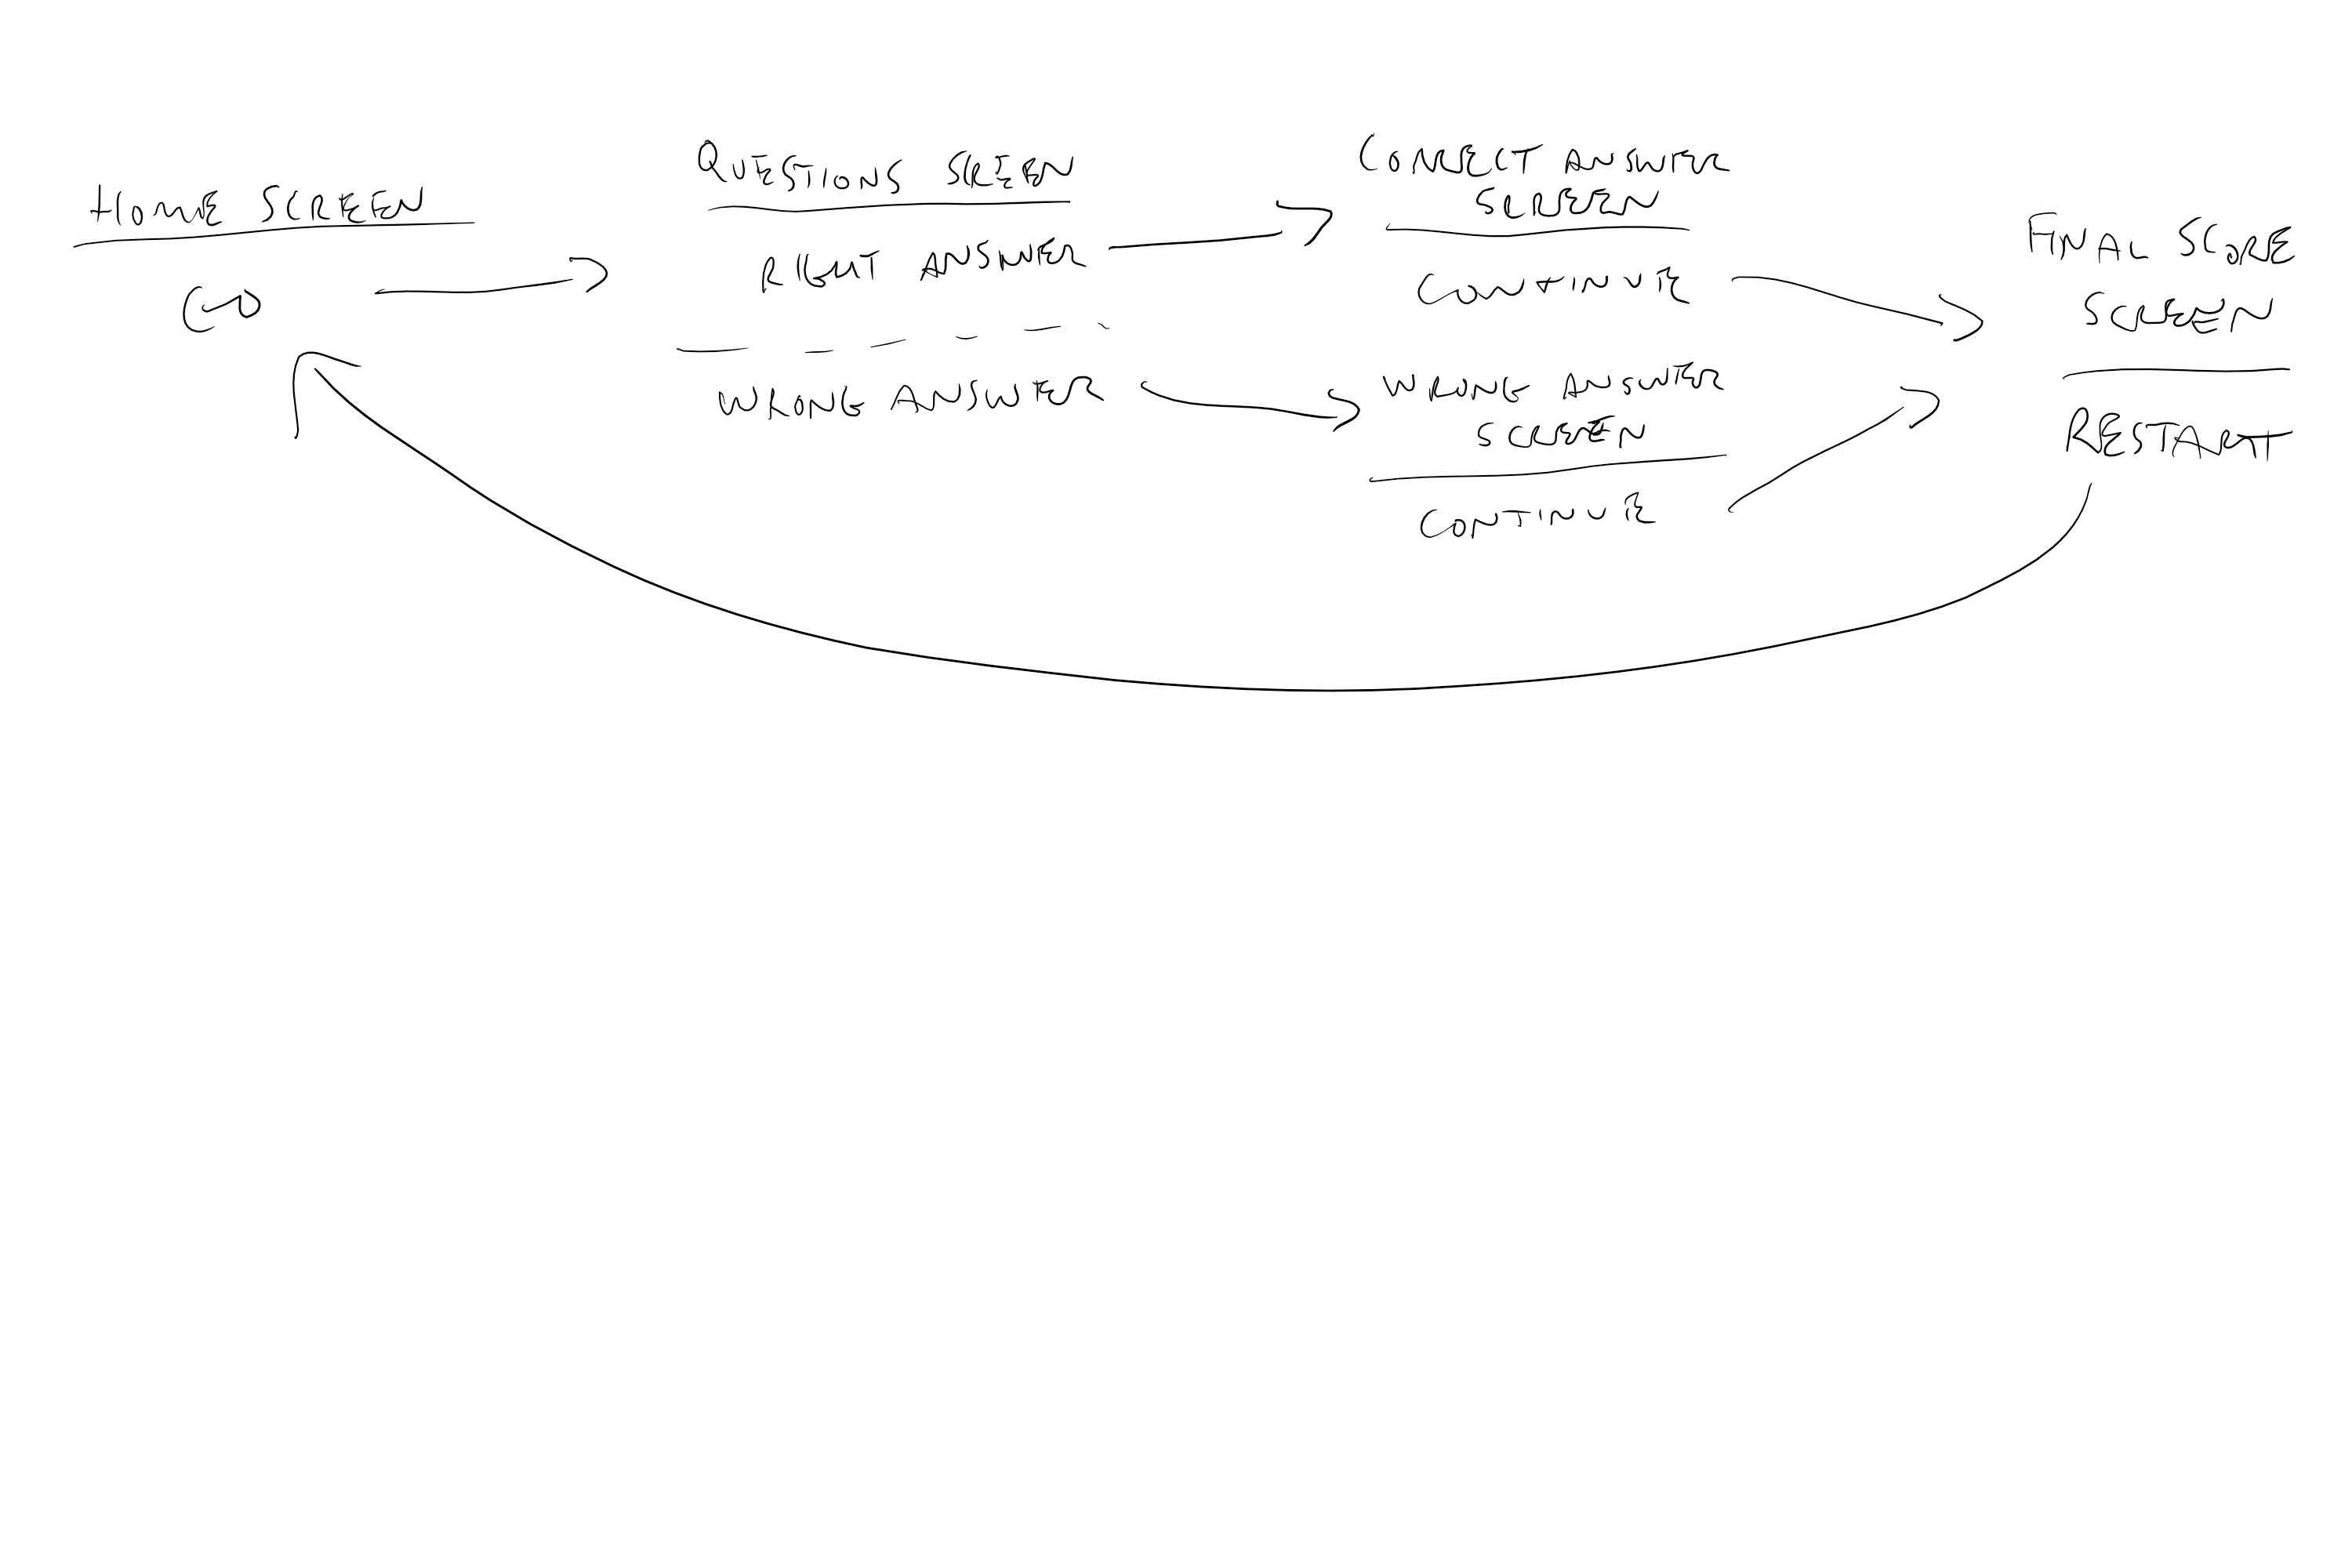 HOME SCREEN
GO
QUESTIONS SCREEN
RIGHT ANSWER
WRONG ANSWER
CORRECT ANSWER
SCREEN
CONTINUE
WRONG ANSWER
SCREEN
CONTINUE
FINAL SCORE
SCREEN
RESTART